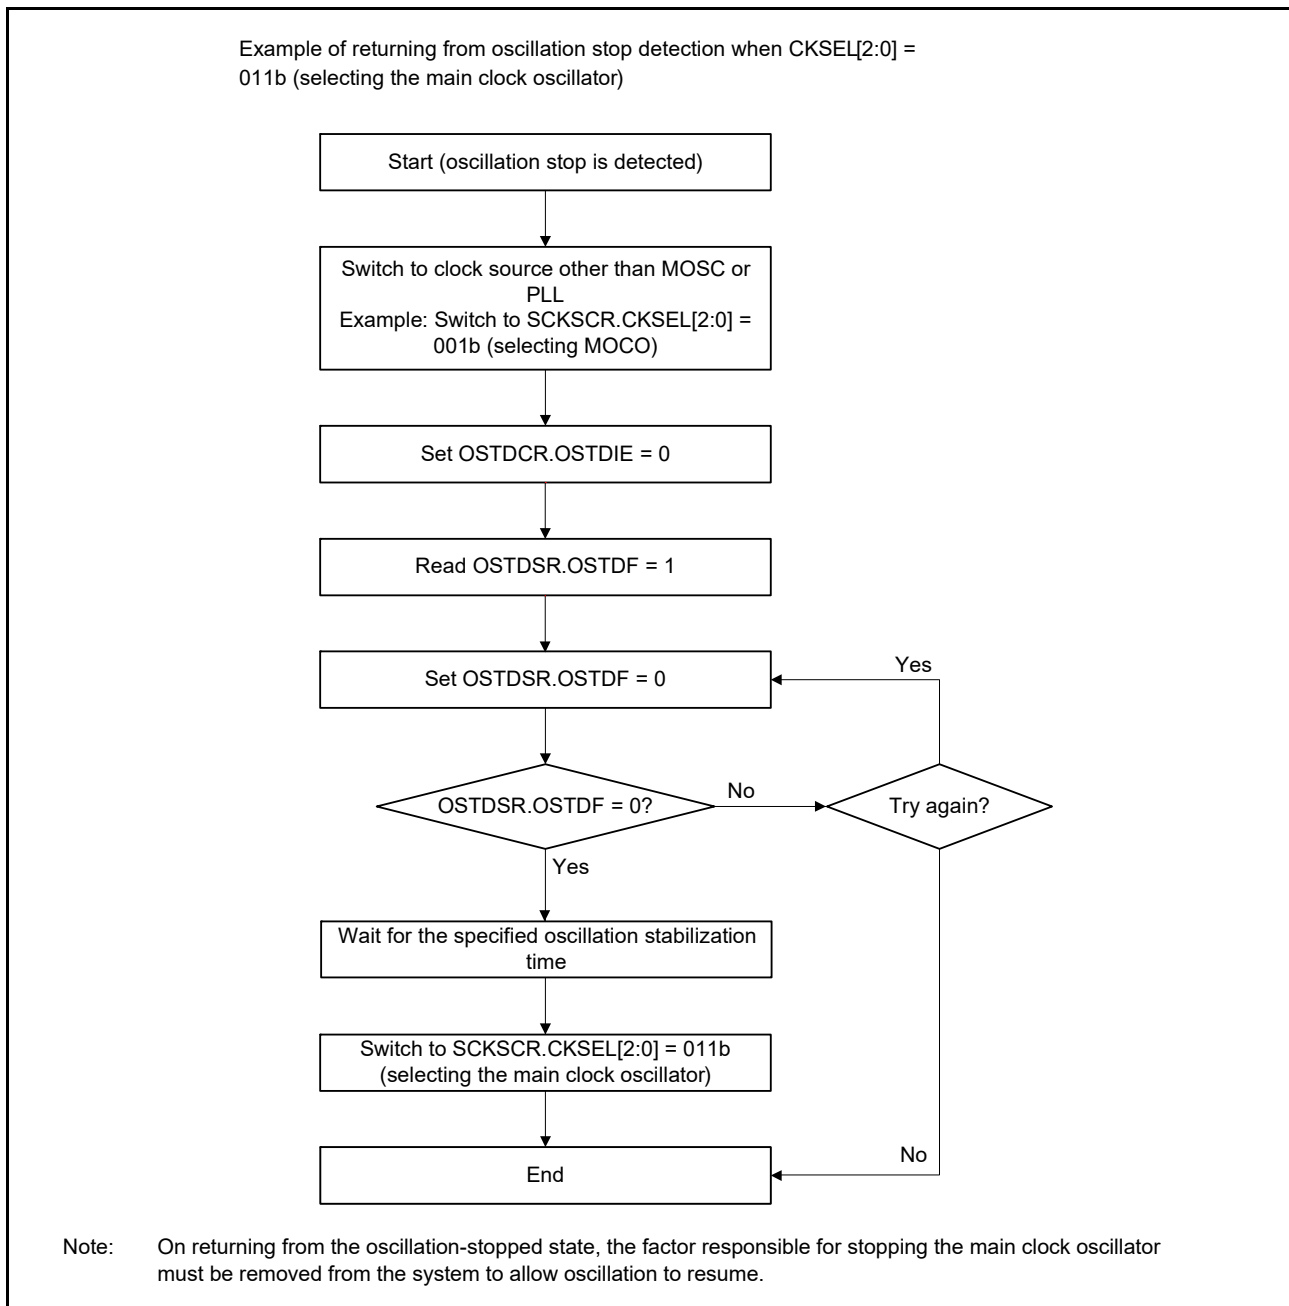 Example of returning from oscillation stop detection when CKSEL[2:0] =
011b (selecting the main clock oscillator)
Start (oscillation stop is detected)
Switch to clock source other than MOSC or
PLL
Example: Switch to SCKSCR.CKSEL[2:0] =
001b (selecting MOCO)
Set OSTDCR.OSTDIE = 0
Read OSTDSR.OSTDF = 1
Set OSTDSR.OSTDF = 0
Yes
OSTDSR.OSTDF = 0?
No
Try again?
Yes
Wait for the specified oscillation stabilization
time
Switch to SCKSCR.CKSEL[2:0] = 011b
(selecting the main clock oscillator)
No
End
Note: On returning from the oscillation-stopped state, the factor responsible for stopping the main clock oscillator
must be removed from the system to allow oscillation to resume.